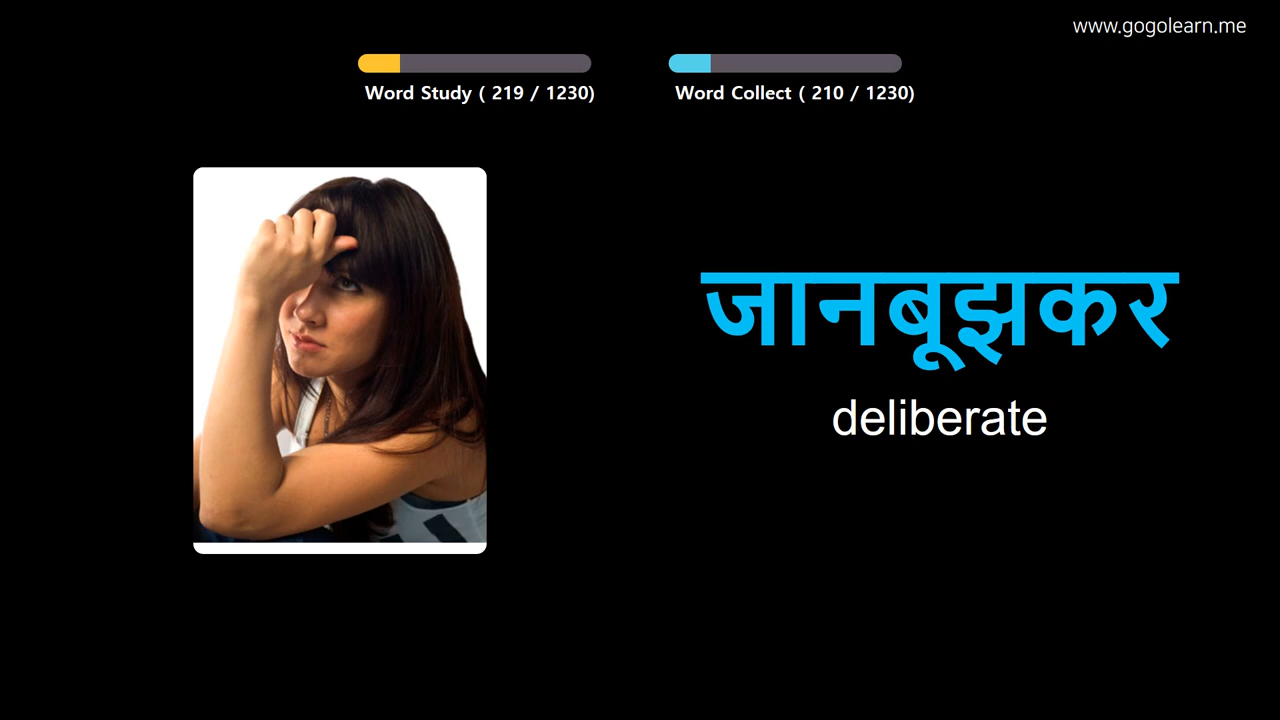 www.gogolearn.me
Word Study ( 219 / 1230)
Word Collect ( 210 / 1230)
जानबूझकर
deliberate